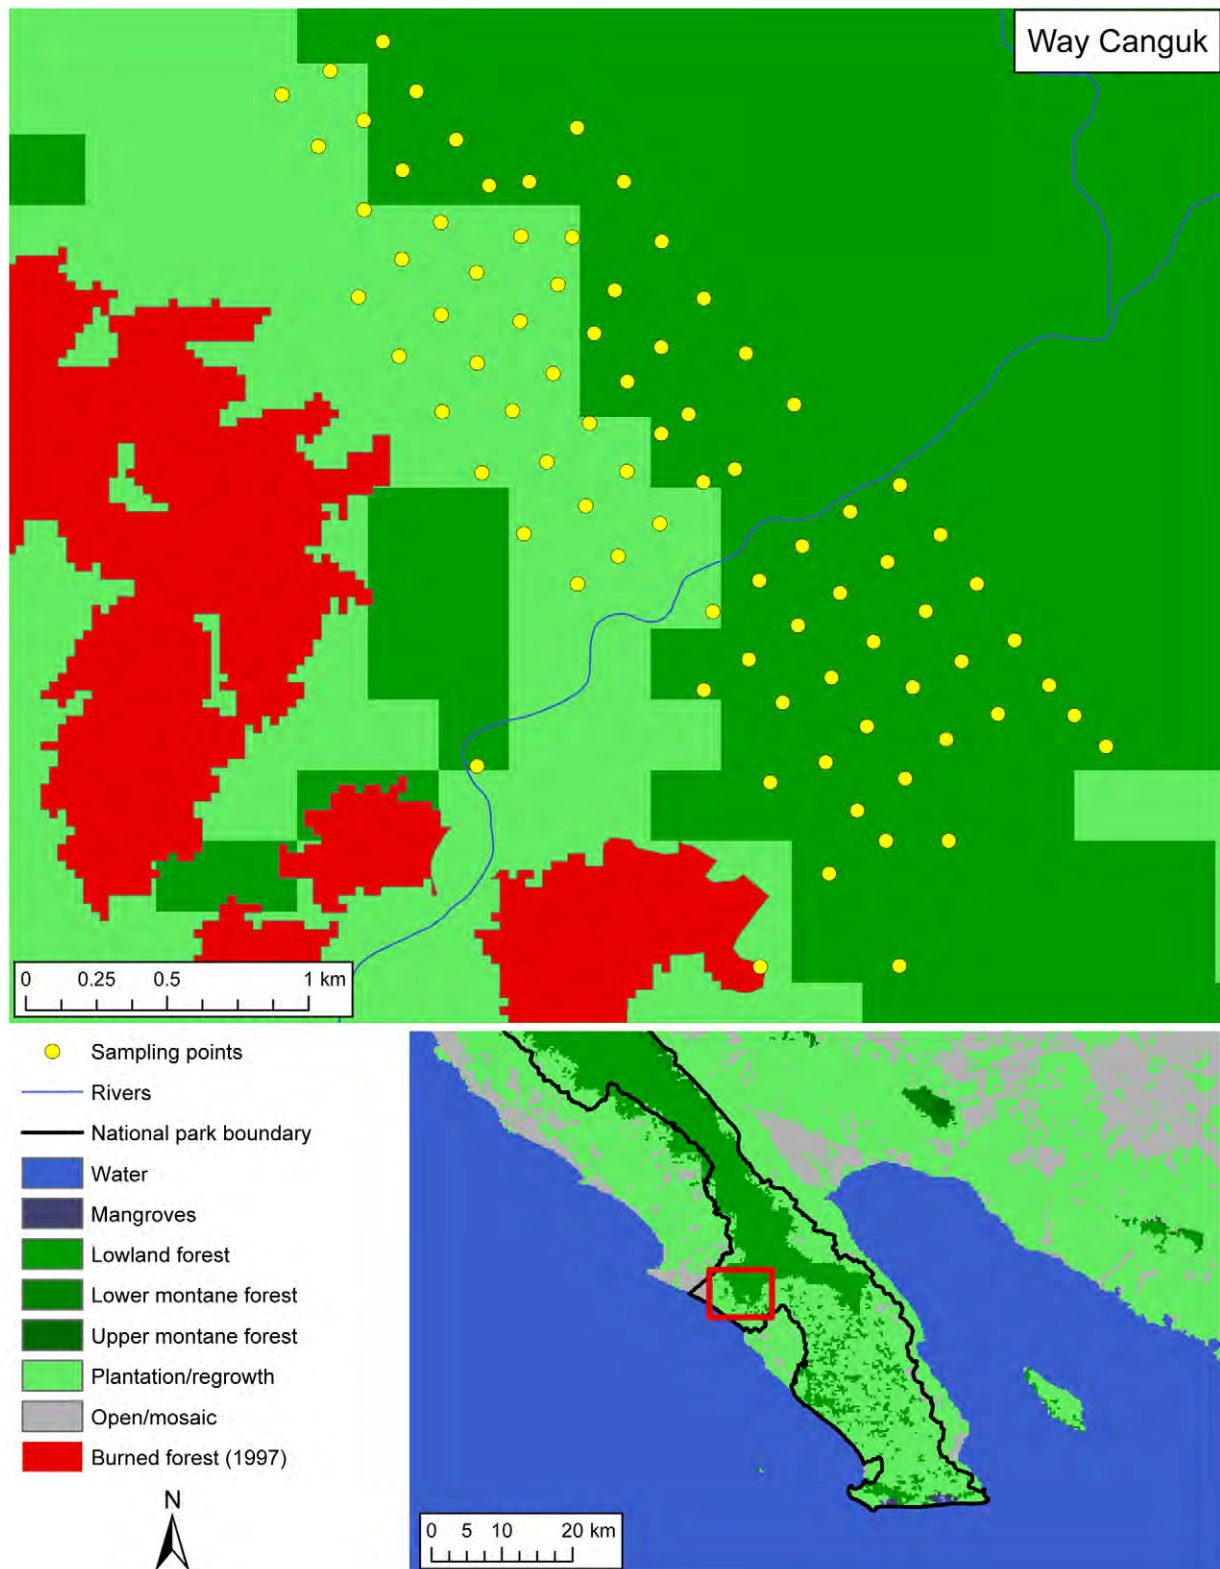 Way Canguk
0 0.25 0.5 1 km
Sampling points
Rivers
National park boundary
Water
Mangroves
Lowland forest
Lower montane forest
Upper montane forest
Plantation/regrowth
Open/mosaic
Burned forest (1997)
N
0 5 10 20 km